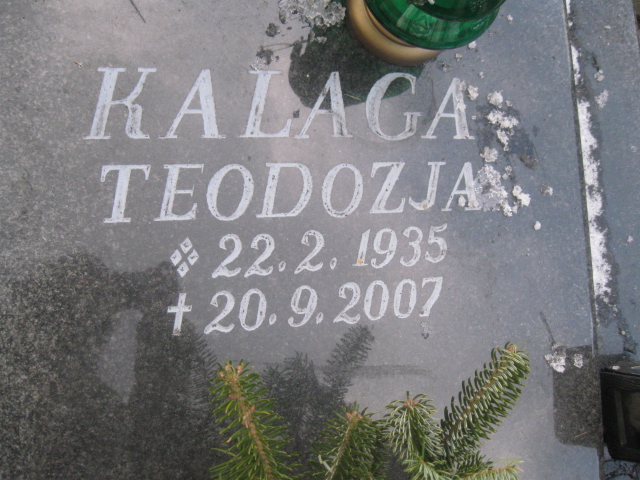 KALAGA
TEODOZJA
❖ 22.2.1935
✝ 20.9.2007